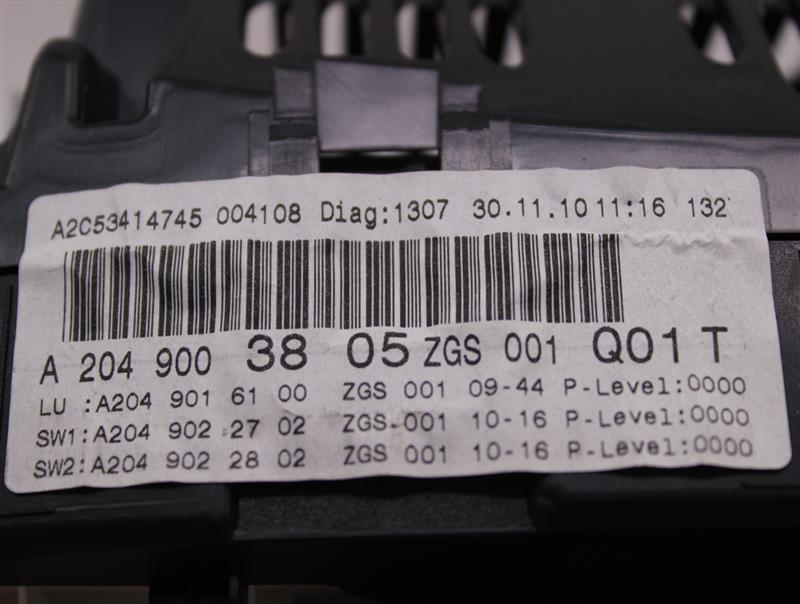 A2C53414745 004108 Diag:1307 30.11.10 11:16 132
A 204 900 38 05 ZGS 001 Q01 T
LU :A204 901 61 00 ZGS 001 09-44 P-Level:0000
SW1:A204 902 27 02 ZGS 001 10-16 P-Level:0000
SW2:A204 902 28 02 ZGS 001 10-16 P-Level:0000